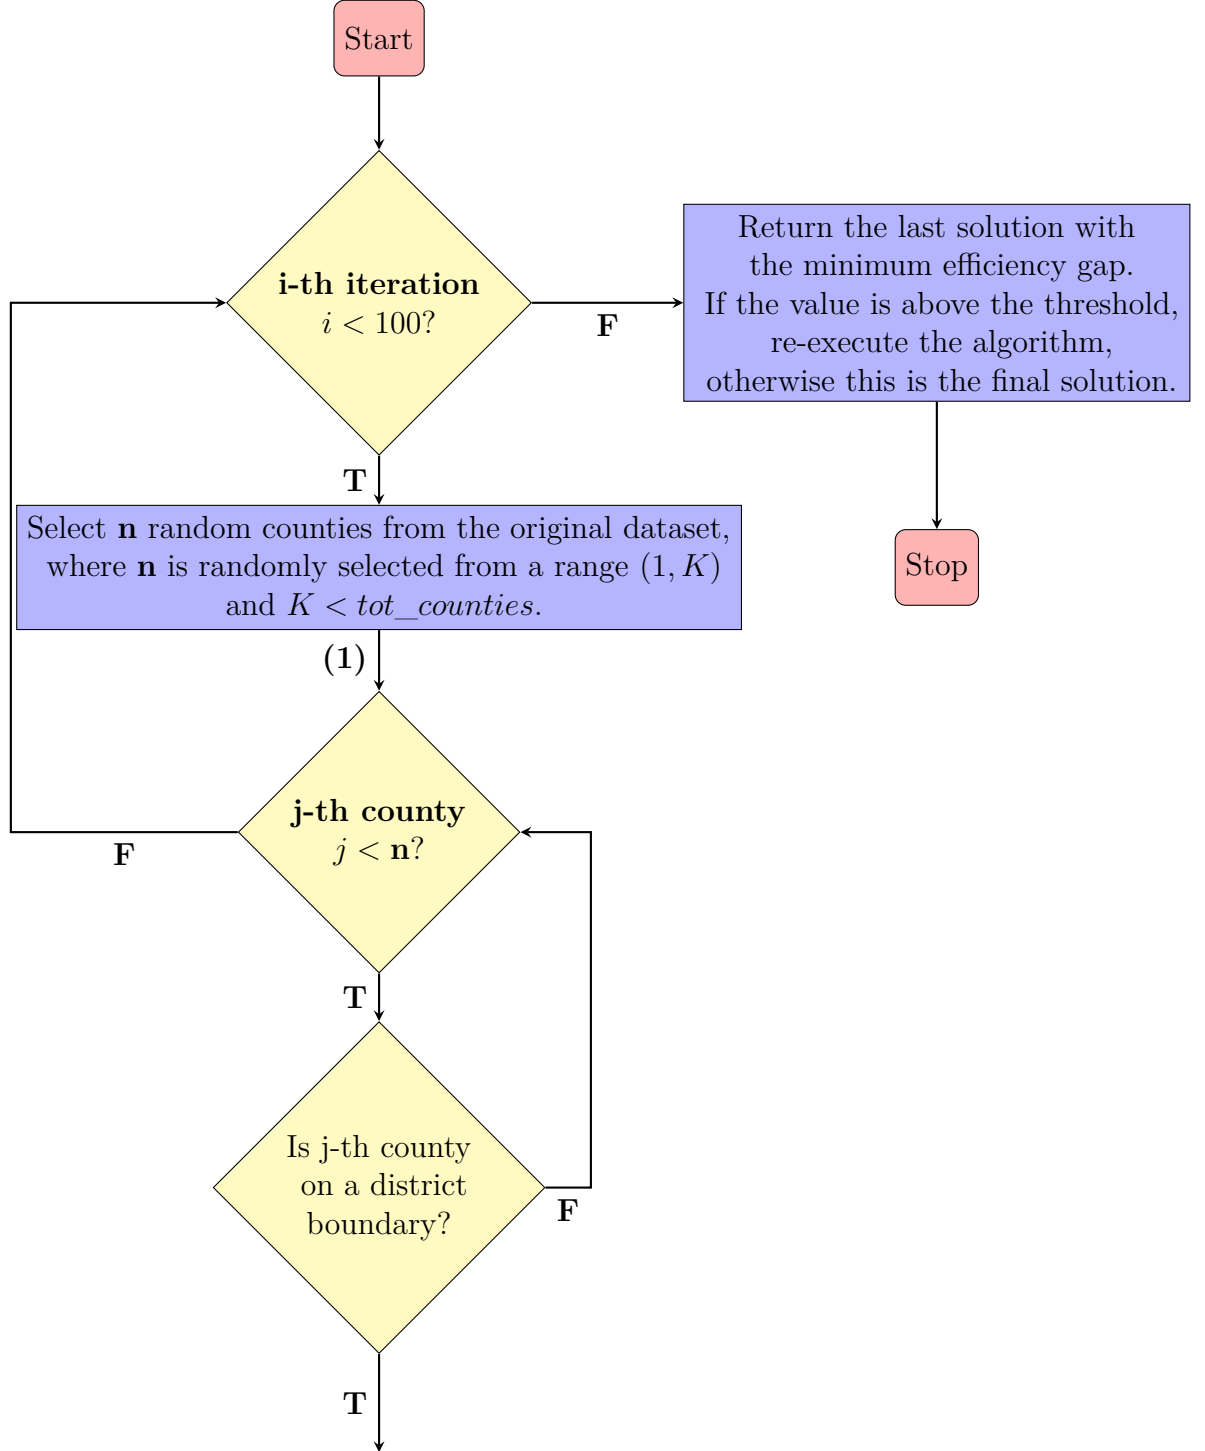 Start
i-th iteration
i < 100?
F
Return the last solution with
the minimum efficiency gap.
If the value is above the threshold,
re-execute the algorithm,
otherwise this is the final solution.
T
Select n random counties from the original dataset,
where n is randomly selected from a range (1, K)
and K < tot_counties.
Stop
(1)
j-th county
j < n?
F
T
Is j-th county
on a district
boundary?
F
T